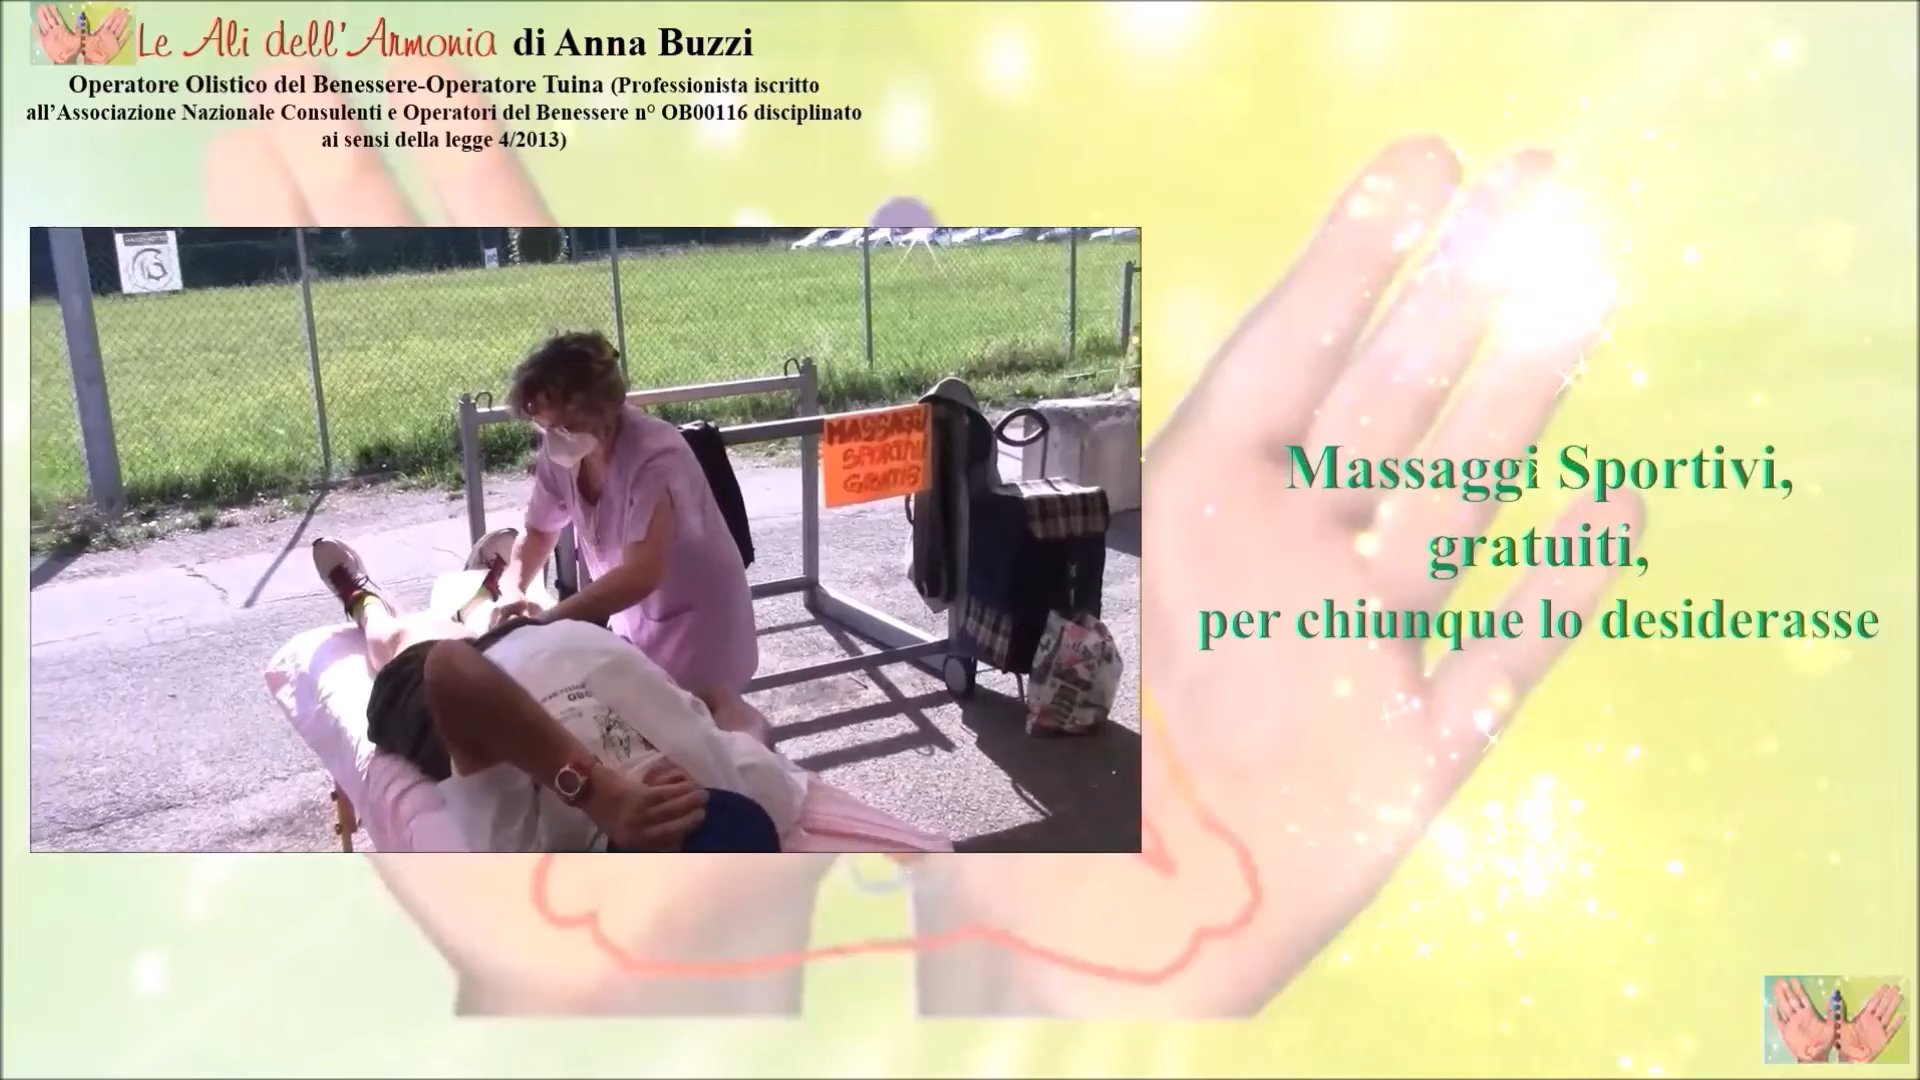 Le Ali dell'Armonia di Anna Buzzi
Operatore Olistico del Benessere-Operatore Tuina (Professionista iscritto
all’Associazione Nazionale Consulenti e Operatori del Benessere n° OB00116 disciplinato
ai sensi della legge 4/2013)
MASSAGGI
SPORTIVI
GRATIS
Massaggi Sportivi,
gratuiti,
per chiunque lo desiderasse